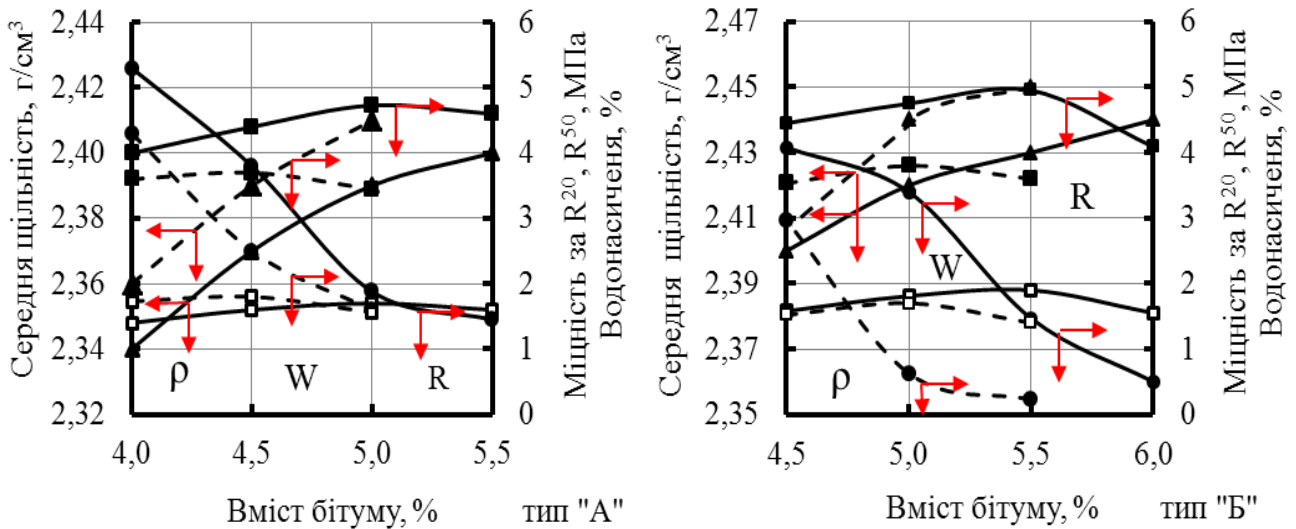 Середня щільність, г/см³
2,44
2,42
2,40
2,38
2,36
2,34
2,32
ρ
W
R
6
5
4
3
2
1
0
Міцність за R²⁰, R⁵⁰, МПа
Водонасиченя, %
4,0
4,5
5,0
5,5
Вміст бітуму, %
тип "А"
Середня щільність, г/см³
2,47
2,45
2,43
2,41
2,39
2,37
2,35
R
W
ρ
6
5
4
3
2
1
0
Міцність за R²⁰, R⁵⁰, МПа
Водонасиченя, %
4,5
5,0
5,5
6,0
Вміст бітуму, %
тип "Б"